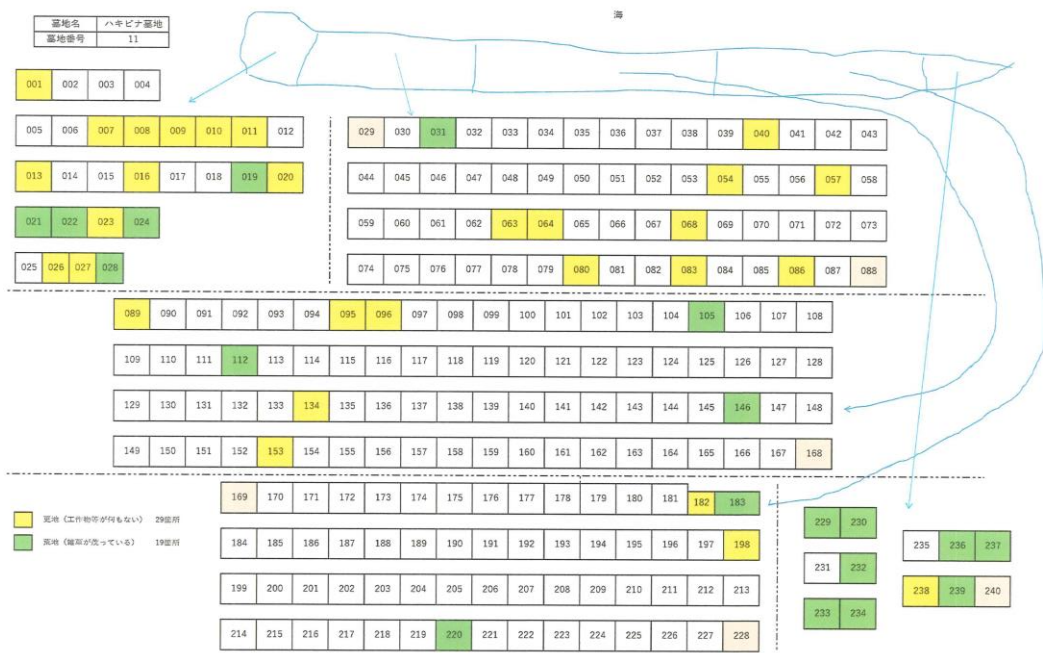 海
墓地名 ハキビナ墓地
墓地番号 11
001 002 003 004
005 006 007 008 009 010 011 012
013 014 015 016 017 018 019 020
021 022 023 024
025 026 027 028
029 030 031 032 033 034 035 036 037 038 039 040 041 042 043
044 045 046 047 048 049 050 051 052 053 054 055 056 057 058
059 060 061 062 063 064 065 066 067 068 069 070 071 072 073
074 075 076 077 078 079 080 081 082 083 084 085 086 087 088
089 090 091 092 093 094 095 096 097 098 099 100 101 102 103 104 105 106 107 108
109 110 111 112 113 114 115 116 117 118 119 120 121 122 123 124 125 126 127 128
129 130 131 132 133 134 135 136 137 138 139 140 141 142 143 144 145 146 147 148
149 150 151 152 153 154 155 156 157 158 159 160 161 162 163 164 165 166 167 168
169 170 171 172 173 174 175 176 177 178 179 180 181 182 183
184 185 186 187 188 189 190 191 192 193 194 195 196 197 198
199 200 201 202 203 204 205 206 207 208 209 210 211 212 213
214 215 216 217 218 219 220 221 222 223 224 225 226 227 228
墓地（工作物等が何もない） 29箇所
墓地（雑草が茂っている） 19箇所
229 230
231 232
233 234
235 236 237
238 239 240